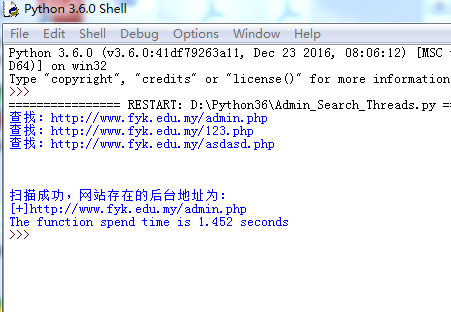 Python 3.6.0 Shell
File Edit Shell Debug Options Window Help
Python 3.6.0 (v3.6.0:41df79263a11, Dec 23 2016, 08:06:12) [MSC
D64)] on win32
Type "copyright", "credits" or "license()" for more information
>>>
================ RESTART: D:\Python36\Admin_Search_Threads.py ==
查找：http://www.fyk.edu.my/admin.php
查找：http://www.fyk.edu.my/123.php
查找：http://www.fyk.edu.my/asdasd.php
扫描成功，网站存在的后台地址为：
[+]http://www.fyk.edu.my/admin.php
The function spend time is 1.452 seconds
>>>